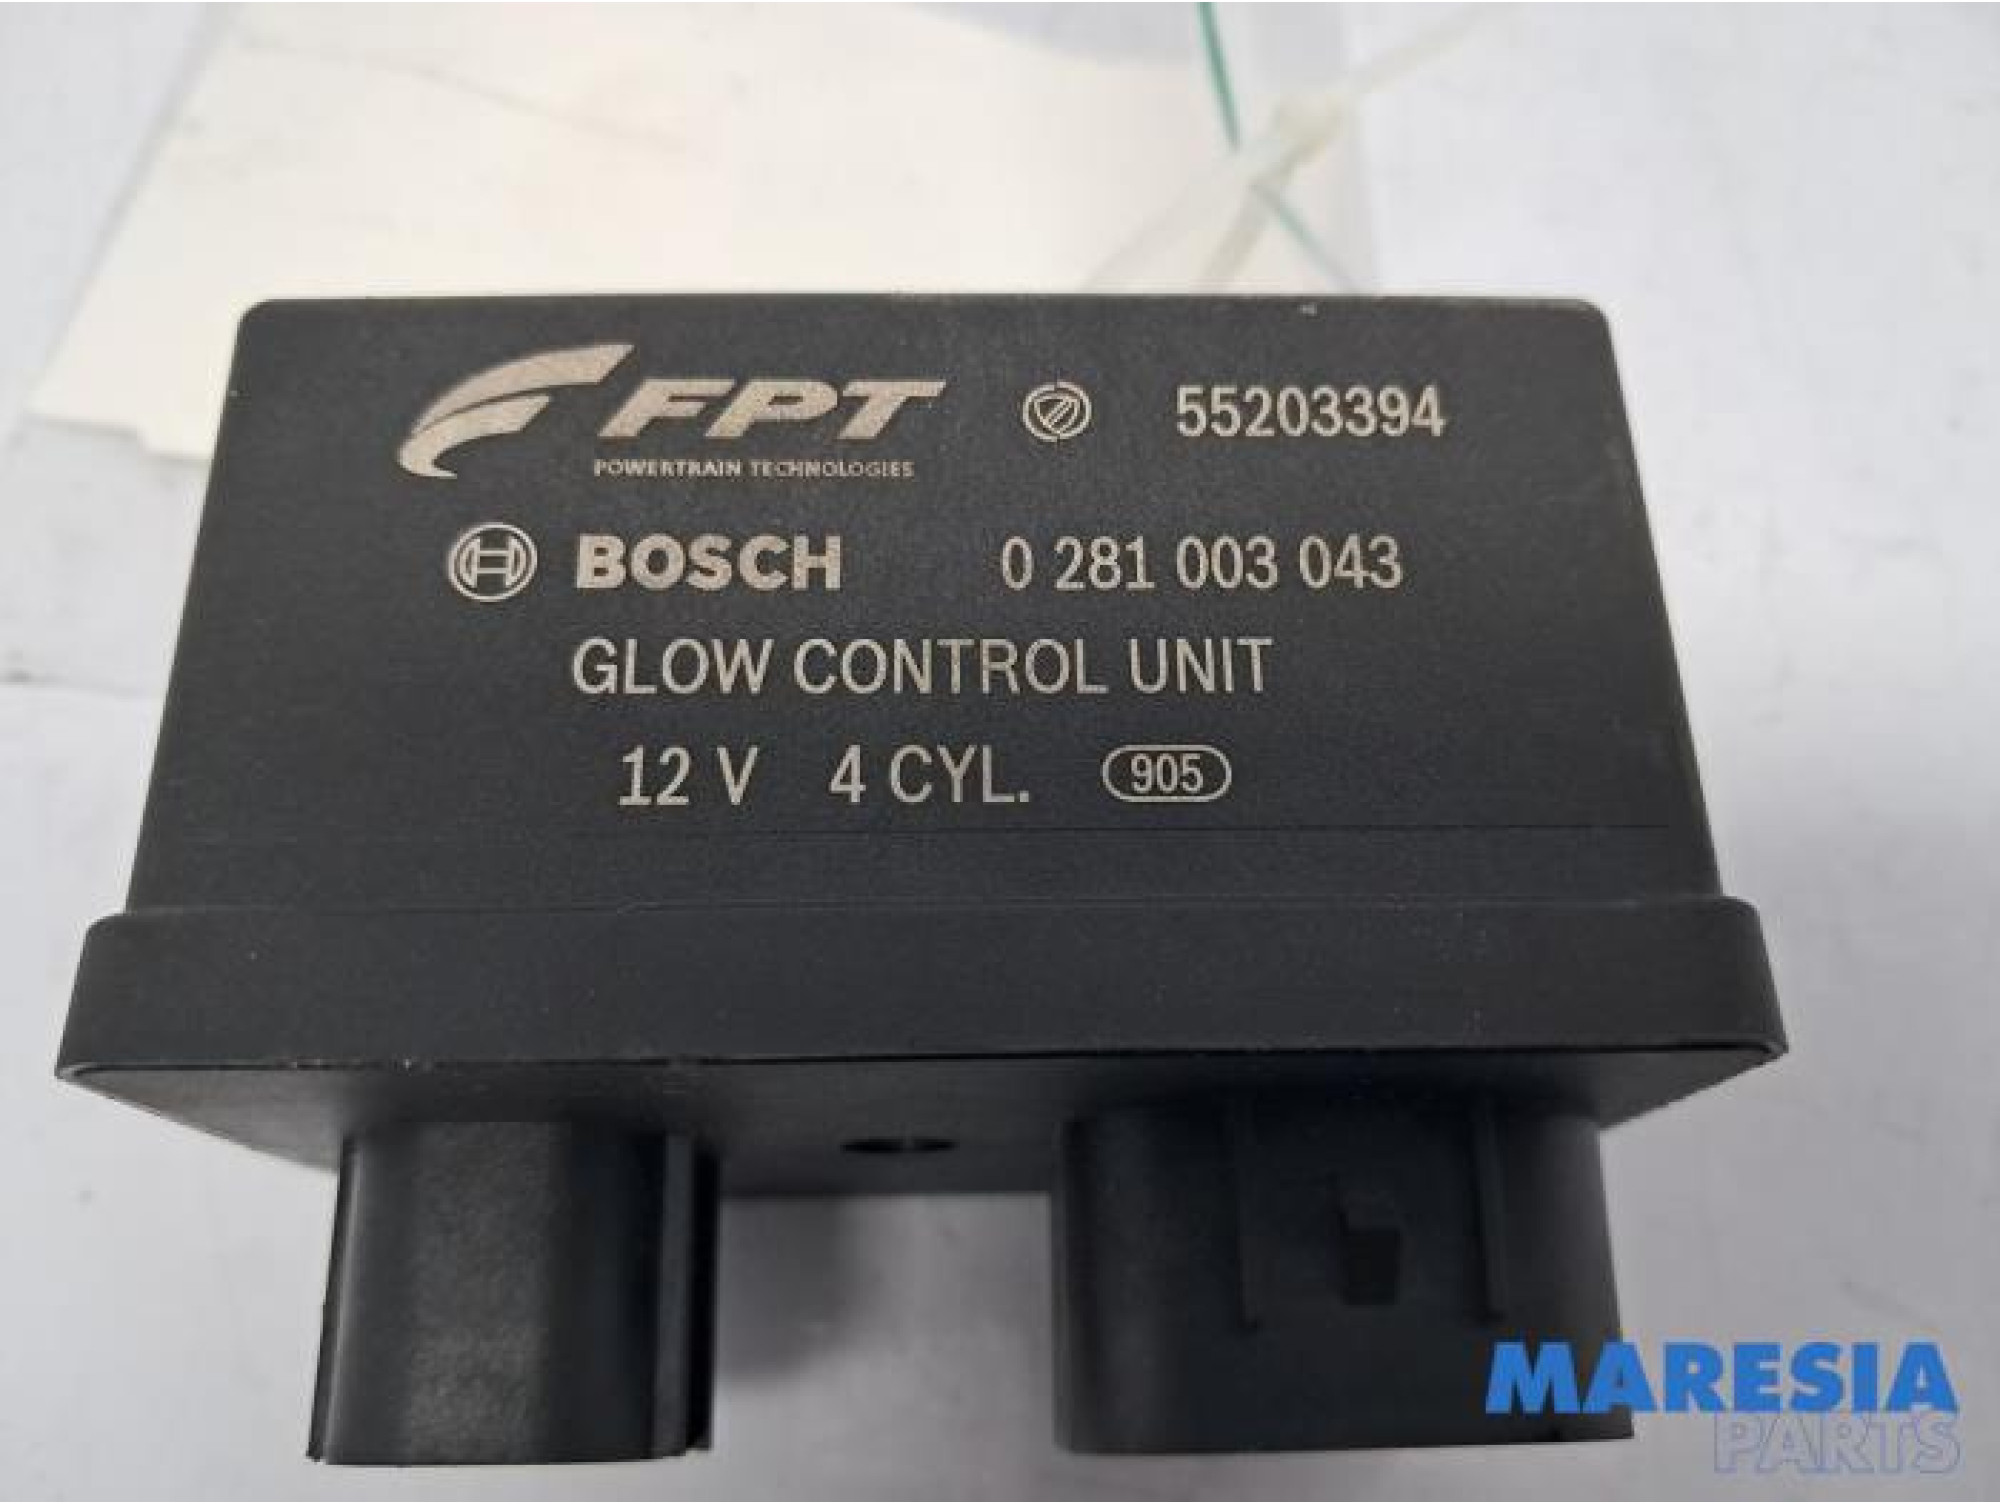 FPT 55203394
POWERTRAIN TECHNOLOGIES
BOSCH 0 281 003 043
GLOW CONTROL UNIT
12 V 4 CYL. 905
MARESIA
PARTS